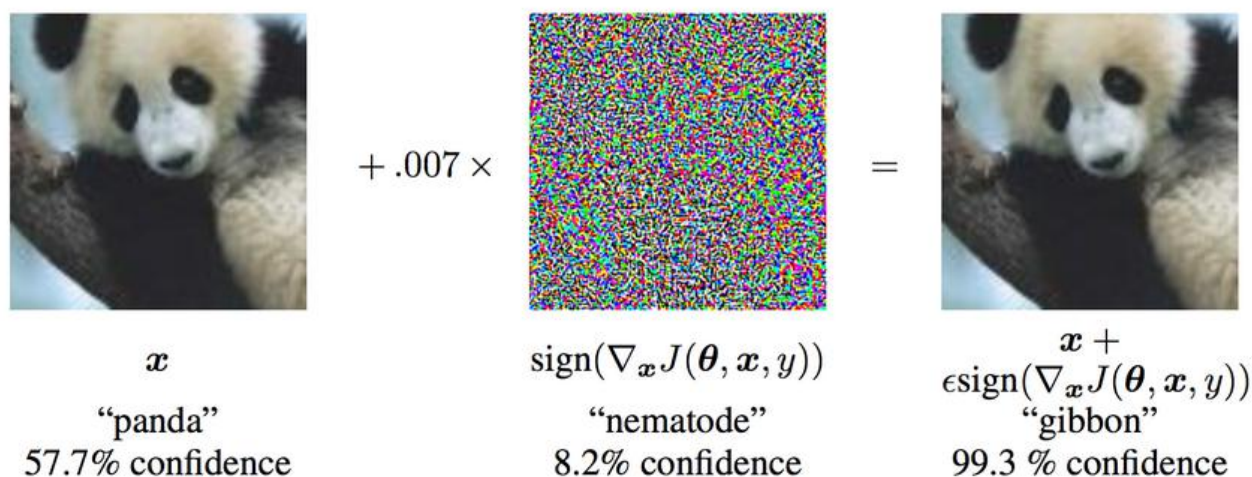 + .007 ×
=
x
“panda”
57.7% confidence
sign(∇ₓJ(θ, x, y))
“nematode”
8.2% confidence
x +
ϵsign(∇ₓJ(θ, x, y))
“gibbon”
99.3 % confidence